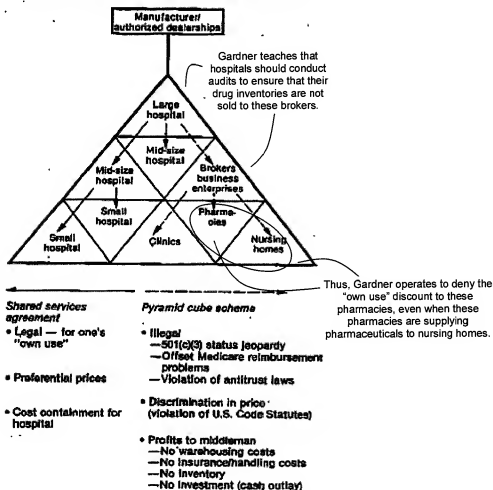 Manufacturer/
authorized dealerships
Gardner teaches that
hospitals should conduct
audits to ensure that their
drug inventories are not
sold to these brokers.
Large
hospital
Mid-size
hospital
Mid-size
hospital
Brokers
business
enterprises
Small
hospital
Pharma-
cies
Small
hospital
Clinics
Nursing
homes
Thus, Gardner operates to deny the
"own use" discount to these
pharmacies, even when these
pharmacies are supplying
pharmaceuticals to nursing homes.
Shared services
agreement
• Legal — for one's
"own use"
• Preferential prices
• Cost containment for
hospital
Pyramid cube scheme
• Illegal
—501(c)(3) status jeopardy
—Offset Medicare reimbursement
problems
—Violation of antitrust laws
• Discrimination in price
(violation of U.S. Code Statutes)
• Profits to middleman
—No warehousing costs
—No insurance/handling costs
—No inventory
—No investment (cash outlay)